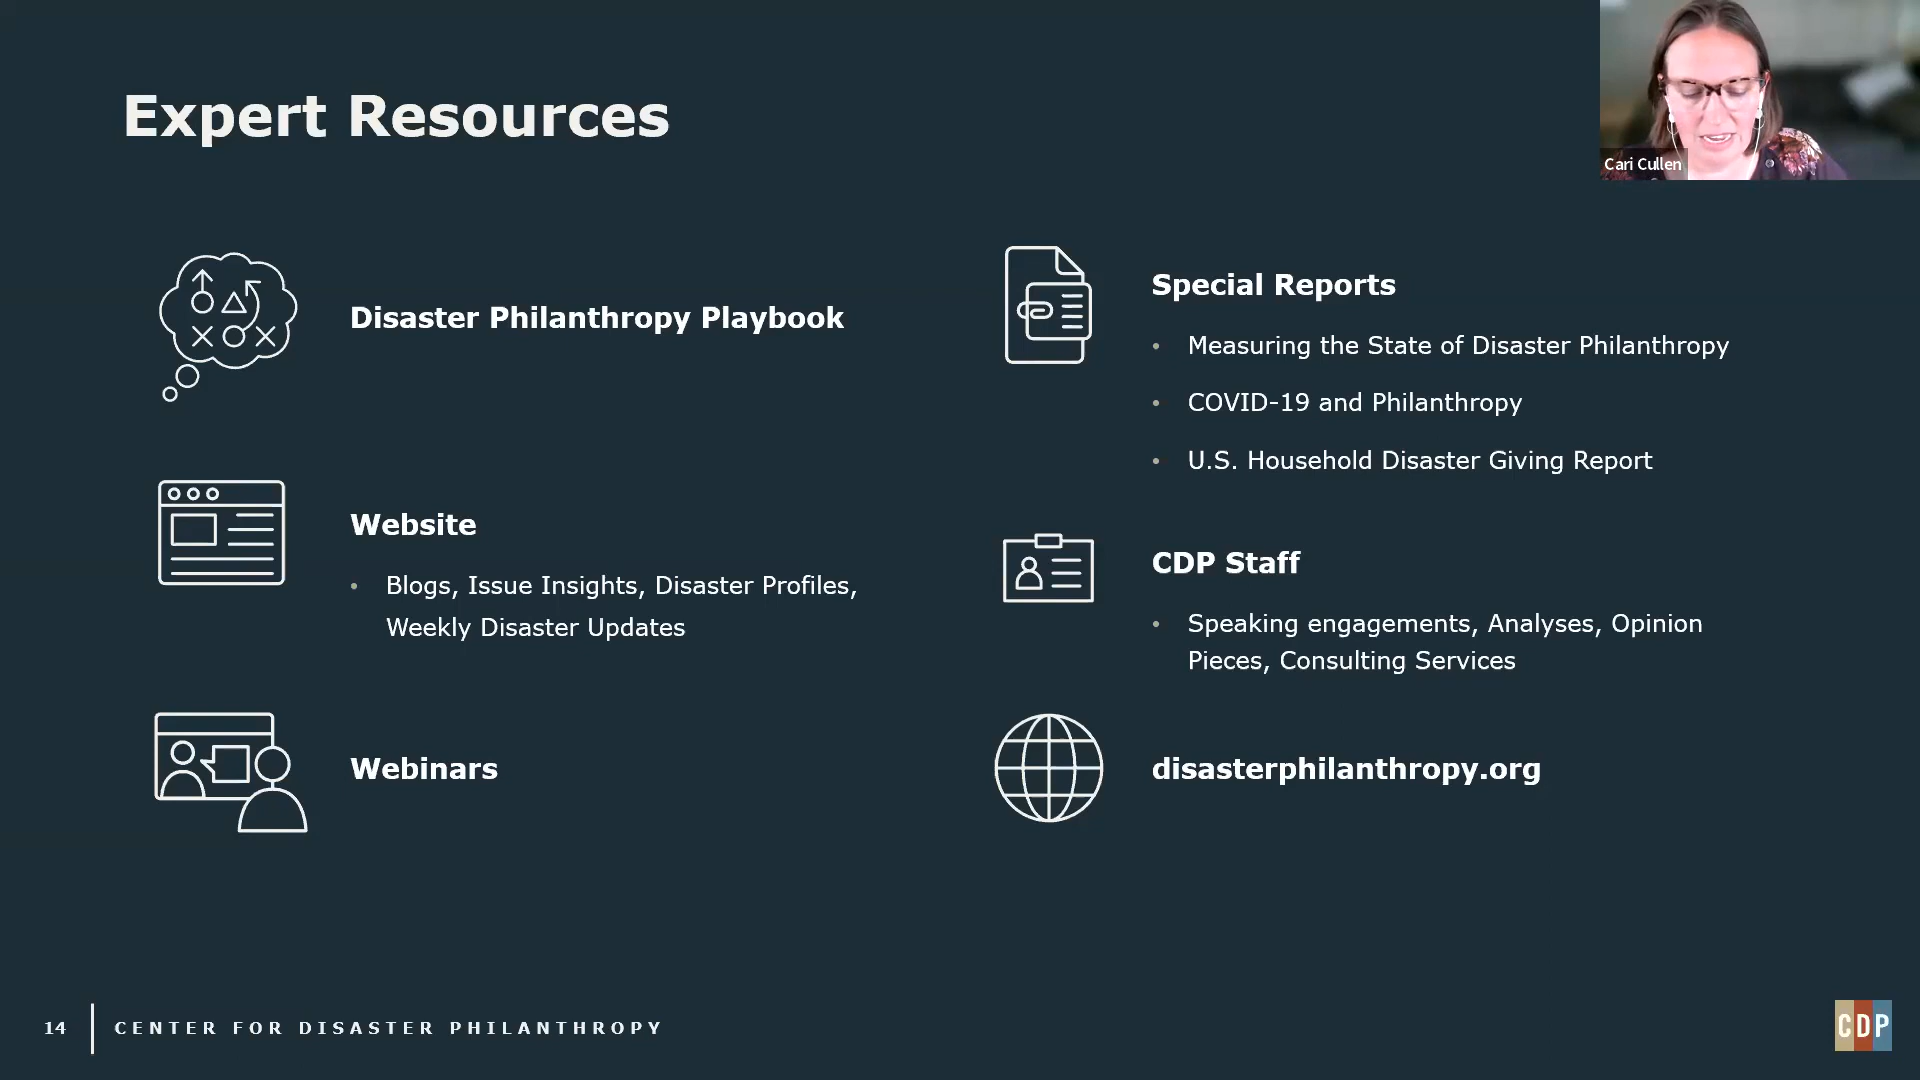 Expert Resources
Cari Cullen
Disaster Philanthropy Playbook
Website
• Blogs, Issue Insights, Disaster Profiles,
Weekly Disaster Updates
Webinars
Special Reports
• Measuring the State of Disaster Philanthropy
• COVID-19 and Philanthropy
• U.S. Household Disaster Giving Report
CDP Staff
• Speaking engagements, Analyses, Opinion
Pieces, Consulting Services
disasterphilanthropy.org
14
CENTER FOR DISASTER PHILANTHROPY
CDP